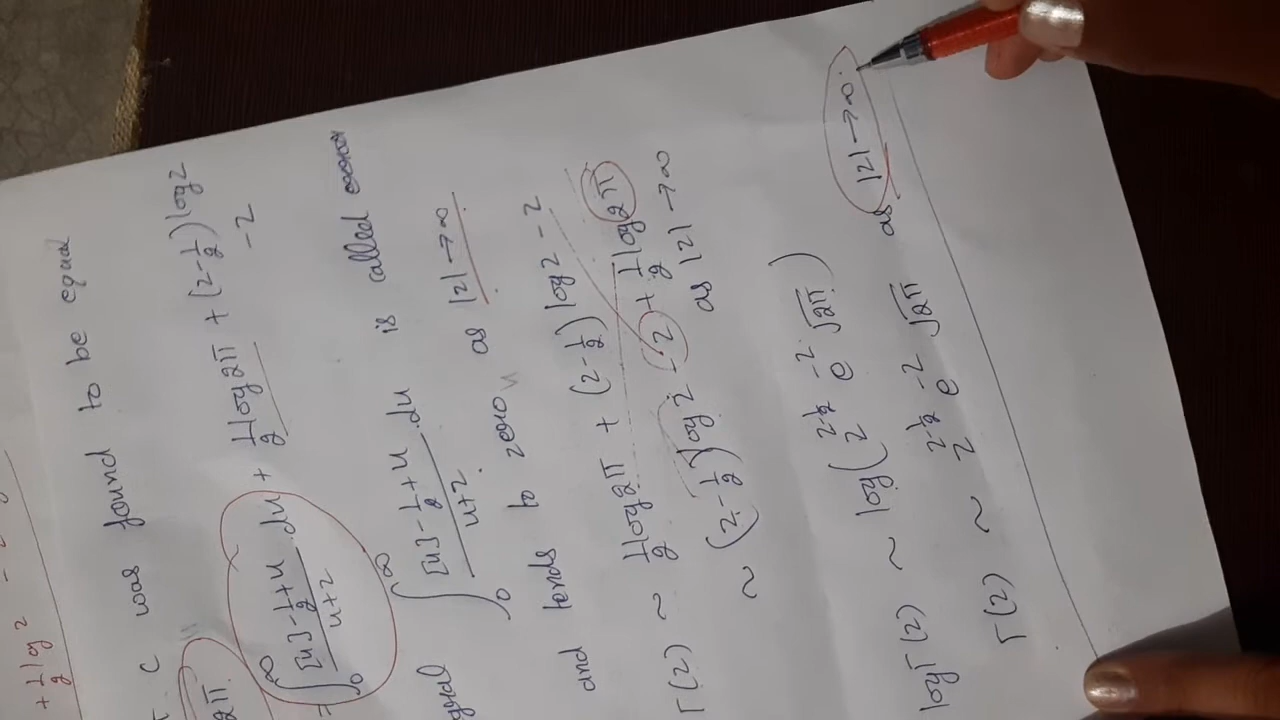 + ½ log z
c was found to be equal
2π
= ∫₀^∞ [u] - ½ + u / u+z du + ½ log 2π + (z - ½) log z
- z
∫₀^∞ [u] - ½ + u / u+z du is called
and tends to zero, as |z| → ∞
Γ(z) ~ ½ log 2π + (z - ½) log z - z
~ (z - ½) log z - z + ½ log 2π
as |z| → ∞
log Γ(z) ~ log (z^{z-½} e^{-z} √2π)
Γ(z) ~ z^{z-½} e^{-z} √2π as |z| → ∞.